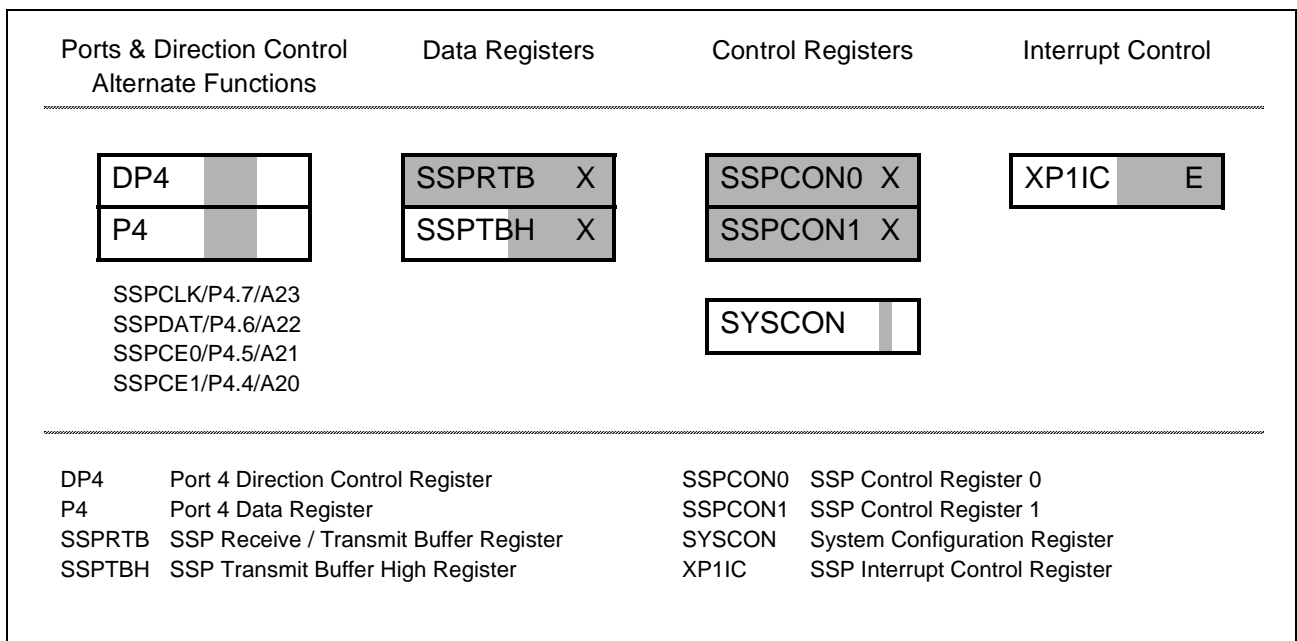 Ports & Direction Control
Alternate Functions
Data Registers
Control Registers
Interrupt Control
DP4
P4
SSPCLK/P4.7/A23
SSPDAT/P4.6/A22
SSPCE0/P4.5/A21
SSPCE1/P4.4/A20
SSPRTB X
SSPTBH X
SSPCON0 X
SSPCON1 X
SYSCON
XP1IC E
DP4 Port 4 Direction Control Register
P4 Port 4 Data Register
SSPRTB SSP Receive / Transmit Buffer Register
SSPTBH SSP Transmit Buffer High Register
SSPCON0 SSP Control Register 0
SSPCON1 SSP Control Register 1
SYSCON System Configuration Register
XP1IC SSP Interrupt Control Register